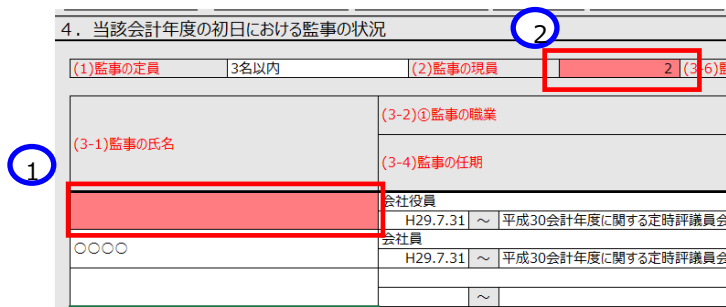 4．当該会計年度の初日における監事の状況
2
(1)監事の定員 3名以内 (2)監事の現員 2 (3-6)監
(3-2)①監事の職業
(3-1)監事の氏名
(3-4)監事の任期
1
会社役員
H29.7.31 ～ 平成30会計年度に関する定時評議員会
会社員
○○○○
H29.7.31 ～ 平成30会計年度に関する定時評議員会
～